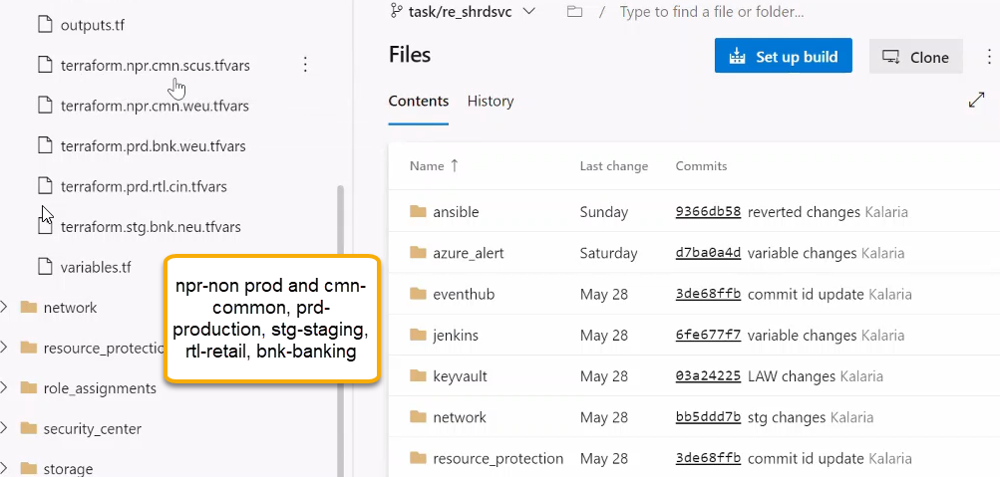 outputs.tf
terraform.npr.cmn.scus.tfvars
terraform.npr.cmn.weu.tfvars
terraform.prd.bnk.weu.tfvars
terraform.prd.rtl.cin.tfvars
terraform.stg.bnk.neu.tfvars
variables.tf
network
resource_protectio
role_assignments
security_center
storage
npr-non prod and cmn-
common, prd-
production, stg-staging,
rtl-retail, bnk-banking
task/re_shrdsvc / Type to find a file or folder...
Files
Set up build
Clone
Contents History
Name ↑ Last change Commits
ansible Sunday 9366db58 reverted changes Kalaria
azure_alert Saturday d7ba0a4d variable changes Kalaria
eventhub May 28 3de68ffb commit id update Kalaria
jenkins May 28 6fe677f7 variable changes Kalaria
keyvault May 28 03a24225 LAW changes Kalaria
network May 28 bb5ddd7b stg changes Kalaria
resource_protection May 28 3de68ffb commit id update Kalaria